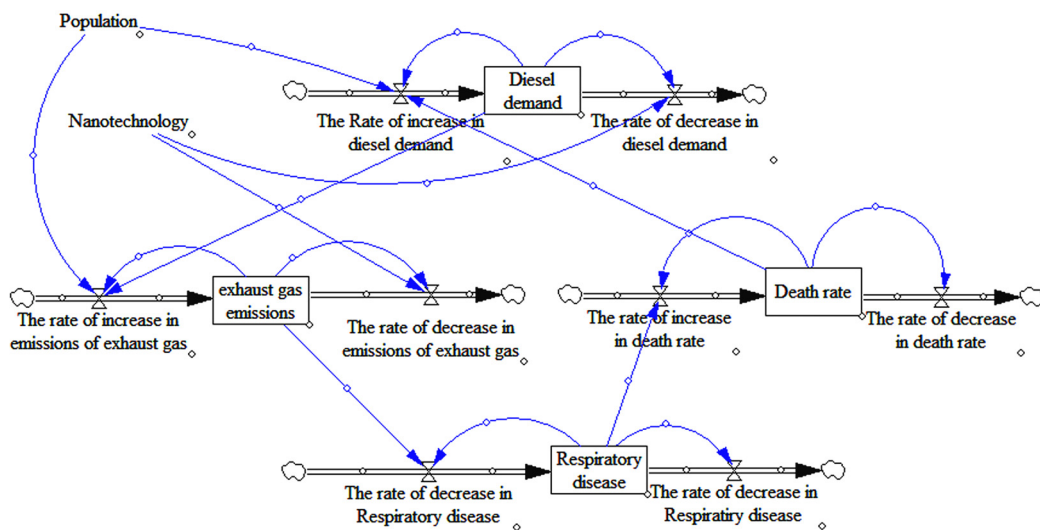 Population
Diesel
demand
Nanotechnology
The Rate of increase in
diesel demand
The rate of decrease in
diesel demand
exhaust gas
emissions
Death rate
The rate of increase in
emissions of exhaust gas
The rate of decrease in
emissions of exhaust gas
The rate of increase
in death rate
The rate of decrease
in death rate
Respiratory
disease
The rate of decrease in
Respiratory disease
The rate of decrease in
Respiratiry disease